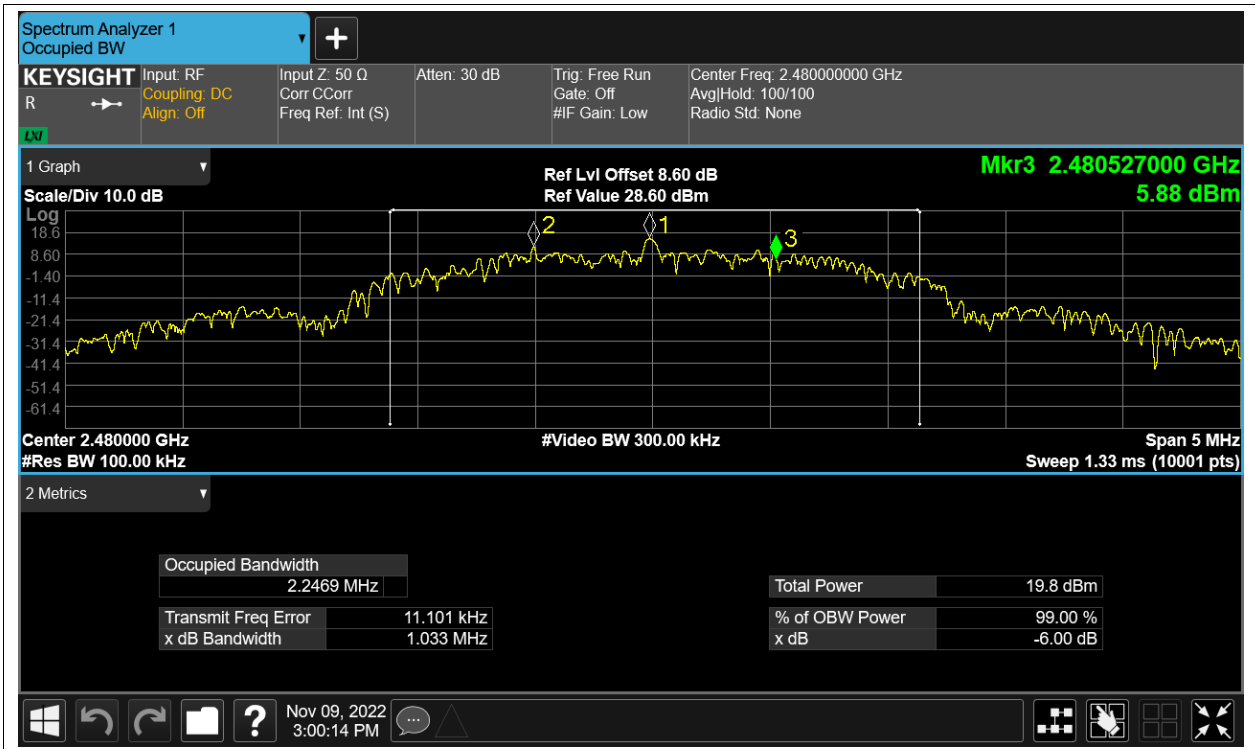 Spectrum Analyzer 1
Occupied BW
KEYSIGHT
R
LXI
Input: RF
Coupling: DC
Align: Off
Input Z: 50 Ω
Corr CCorr
Freq Ref: Int (S)
Atten: 30 dB
Trig: Free Run
Gate: Off
#IF Gain: Low
Center Freq: 2.480000000 GHz
Avg|Hold: 100/100
Radio Std: None
1 Graph
Scale/Div 10.0 dB
Ref Lvl Offset 8.60 dB
Ref Value 28.60 dBm
Mkr3 2.480527000 GHz
5.88 dBm
Log
18.6
8.60
-1.40
-11.4
-21.4
-31.4
-41.4
-51.4
-61.4
2
1
3
Center 2.480000 GHz
#Res BW 100.00 kHz
#Video BW 300.00 kHz
Span 5 MHz
Sweep 1.33 ms (10001 pts)
2 Metrics
Occupied Bandwidth
2.2469 MHz
Transmit Freq Error 11.101 kHz
x dB Bandwidth 1.033 MHz
Total Power 19.8 dBm
% of OBW Power 99.00 %
x dB -6.00 dB
?
Nov 09, 2022
3:00:14 PM